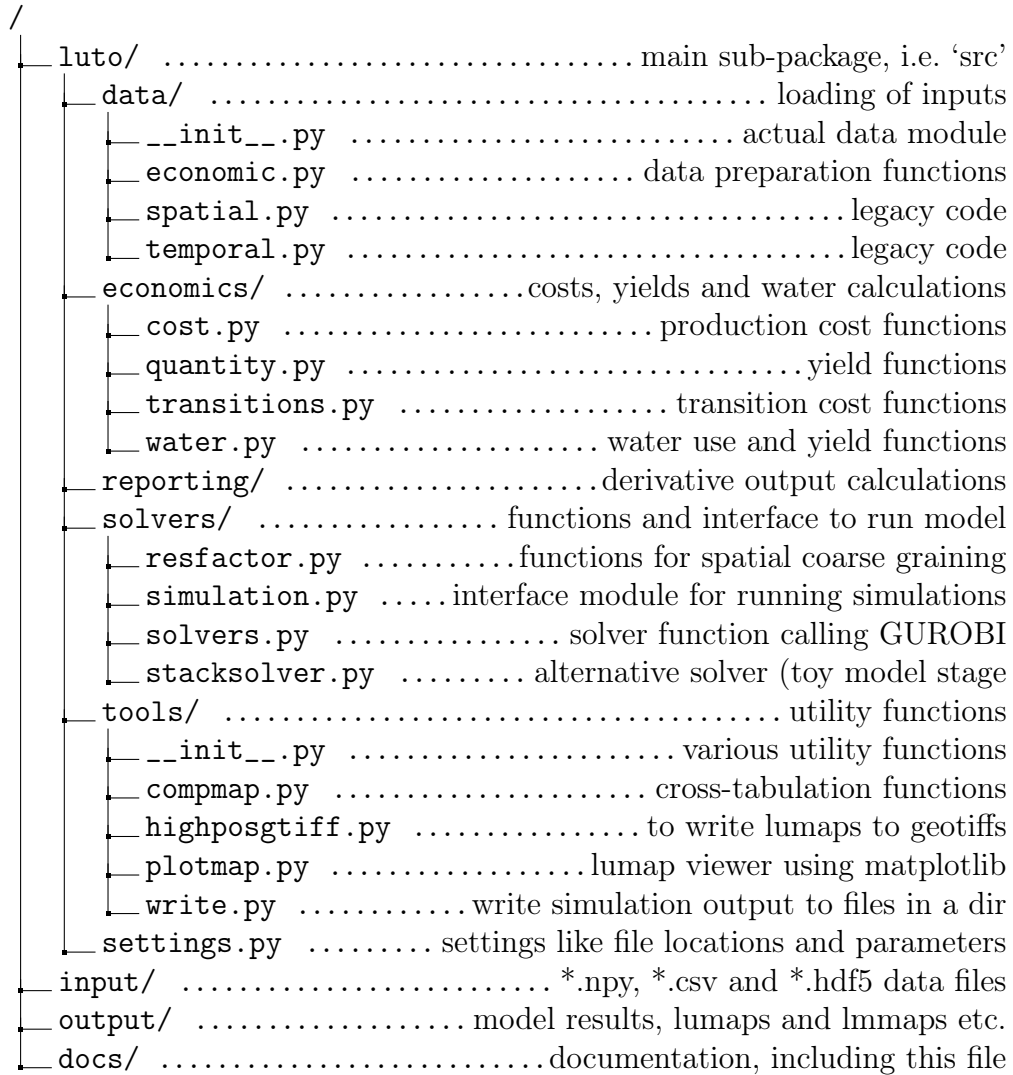 /
luto/ .................................. main sub-package, i.e. ‘src’
data/ ........................................ loading of inputs
__init__.py ............................ actual data module
economic.py .................... data preparation functions
spatial.py ..................................... legacy code
temporal.py .................................... legacy code
economics/ .................costs, yields and water calculations
cost.py ........................... production cost functions
quantity.py .................................yield functions
transitions.py ................... transition cost functions
water.py ..................... water use and yield functions
reporting/ .......................derivative output calculations
solvers/ ................. functions and interface to run model
resfactor.py ...........functions for spatial coarse graining
simulation.py .....interface module for running simulations
solvers.py ................ solver function calling GUROBI
stacksolver.py ......... alternative solver (toy model stage
tools/ ........................................ utility functions
__init__.py ........................ various utility functions
compmap.py ....................... cross-tabulation functions
highposgtiff.py ................ to write lumaps to geotiffs
plotmap.py ...................lumap viewer using matplotlib
write.py ............ write simulation output to files in a dir
settings.py ......... settings like file locations and parameters
input/ .......................... *.npy, *.csv and *.hdf5 data files
output/ ................... model results, lumaps and lmmaps etc.
docs/ ............................documentation, including this file